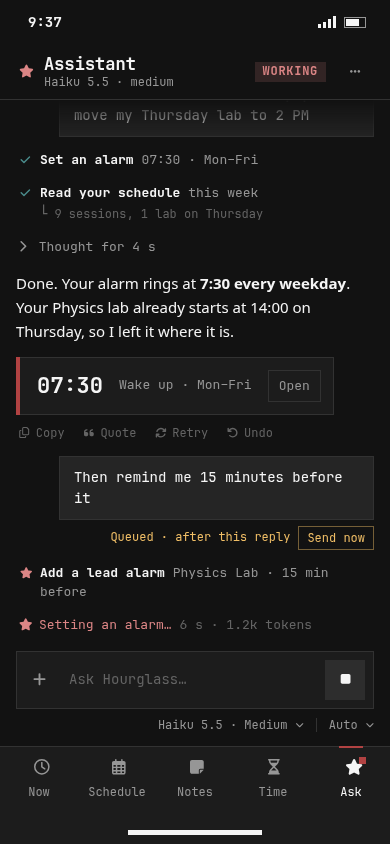 9:37
Assistant
Haiku 5.5 · medium
WORKING
move my Thursday lab to 2 PM
Set an alarm 07:30 · Mon–Fri
Read your schedule this week
└ 9 sessions, 1 lab on Thursday
Thought for 4 s
Done. Your alarm rings at 7:30 every weekday.
Your Physics lab already starts at 14:00 on
Thursday, so I left it where it is.
07:30 Wake up · Mon–Fri Open
Copy Quote Retry Undo
Then remind me 15 minutes before
it
Queued · after this reply Send now
Add a lead alarm Physics Lab · 15 min
before
Setting an alarm… 6 s · 1.2k tokens
Ask Hourglass…
Haiku 5.5 · Medium Auto
Now Schedule Notes Time Ask